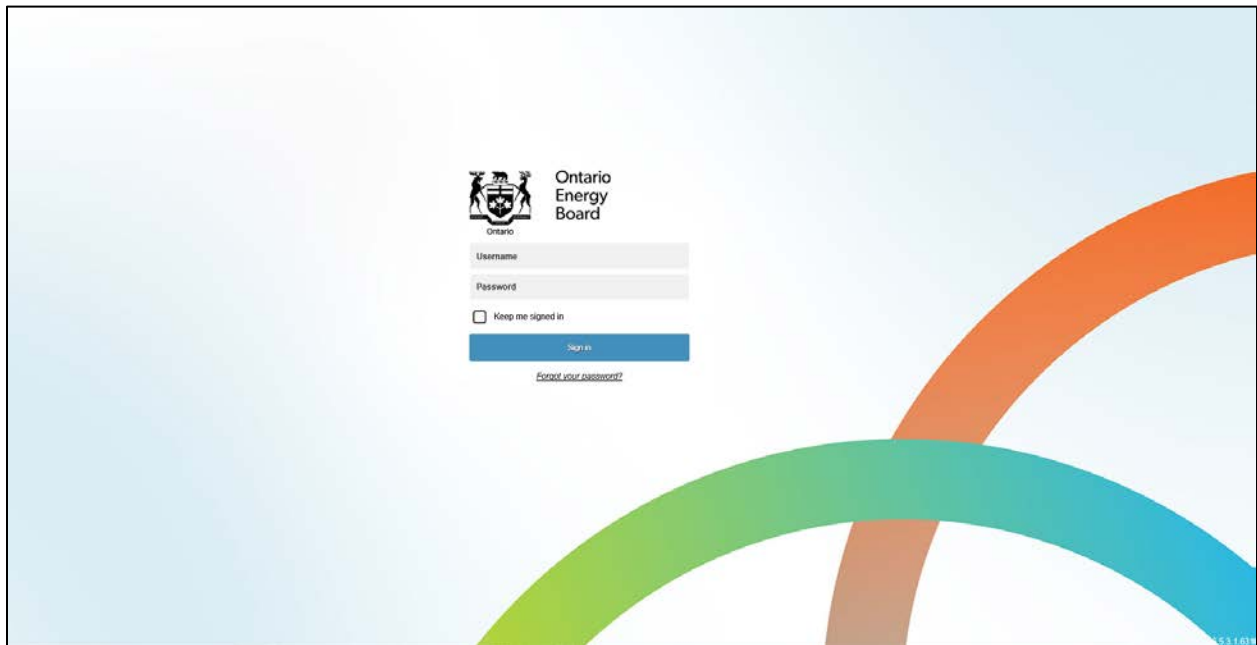 Ontario
Energy
Board
Ontario
Username
Password
Keep me signed in
Sign in
Forgot your password?